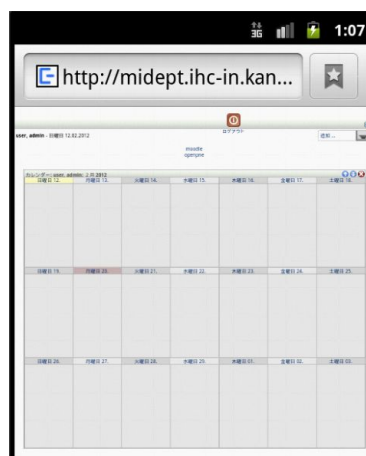 3G 1:07
http://midept.ihc-in.kan...
ログアウト
user, admin - 日曜日 12.02.2012
追加 ...
moodle
openpne
カレンダー: user, admin: 2月 2012
日曜日 12. 月曜日 13. 火曜日 14. 水曜日 15. 木曜日 16. 金曜日 17. 土曜日 18.
日曜日 19. 月曜日 20. 火曜日 21. 水曜日 22. 木曜日 23. 金曜日 24. 土曜日 25.
日曜日 26. 月曜日 27. 火曜日 28. 水曜日 29. 木曜日 01. 金曜日 02. 土曜日 03.